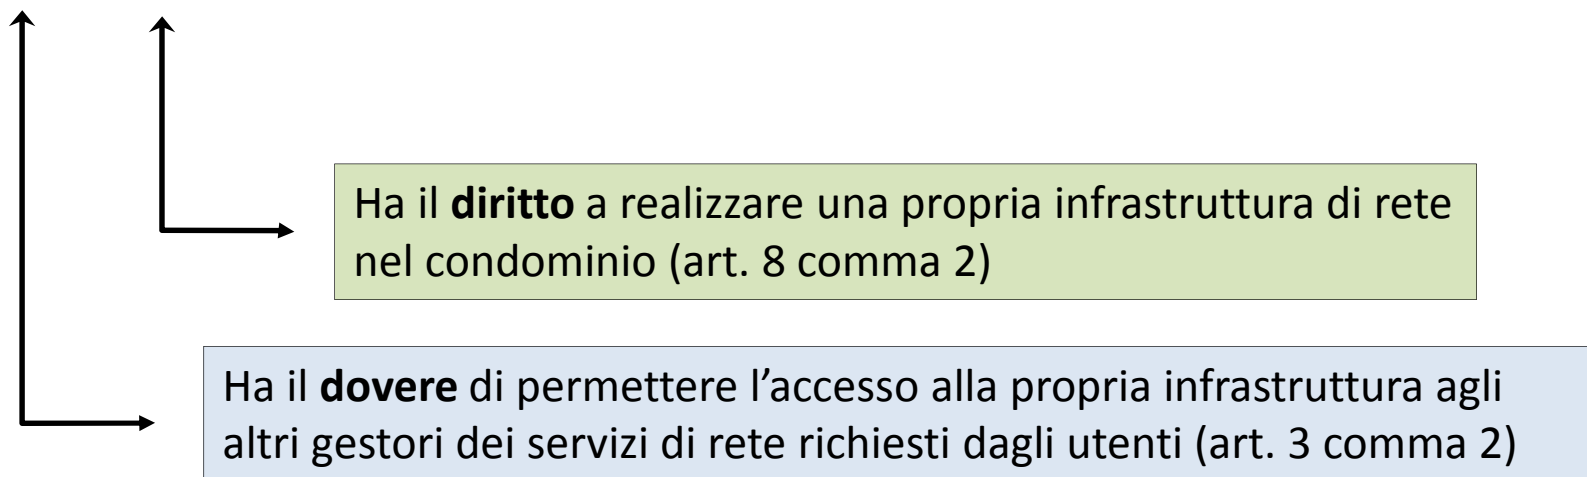 Ha il diritto a realizzare una propria infrastruttura di rete
nel condominio (art. 8 comma 2)
Ha il dovere di permettere l’accesso alla propria infrastruttura agli
altri gestori dei servizi di rete richiesti dagli utenti (art. 3 comma 2)